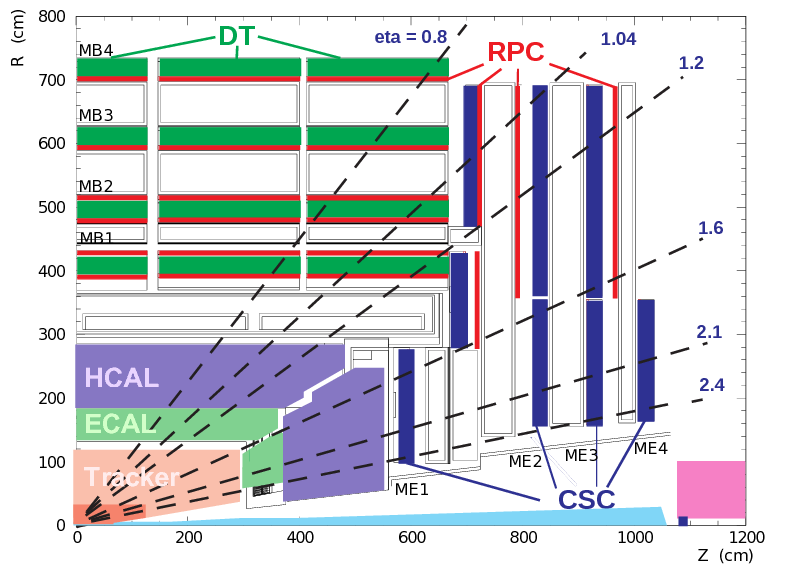 R (cm)
800
700
600
500
400
300
200
100
0
DT
eta = 0.8
1.04
RPC
1.2
MB4
MB3
MB2
MB1
1.6
2.1
2.4
HCAL
ECAL
Tracker
ME1
ME2
ME3
ME4
CSC
0
200
400
600
800
1000
1200
Z (cm)